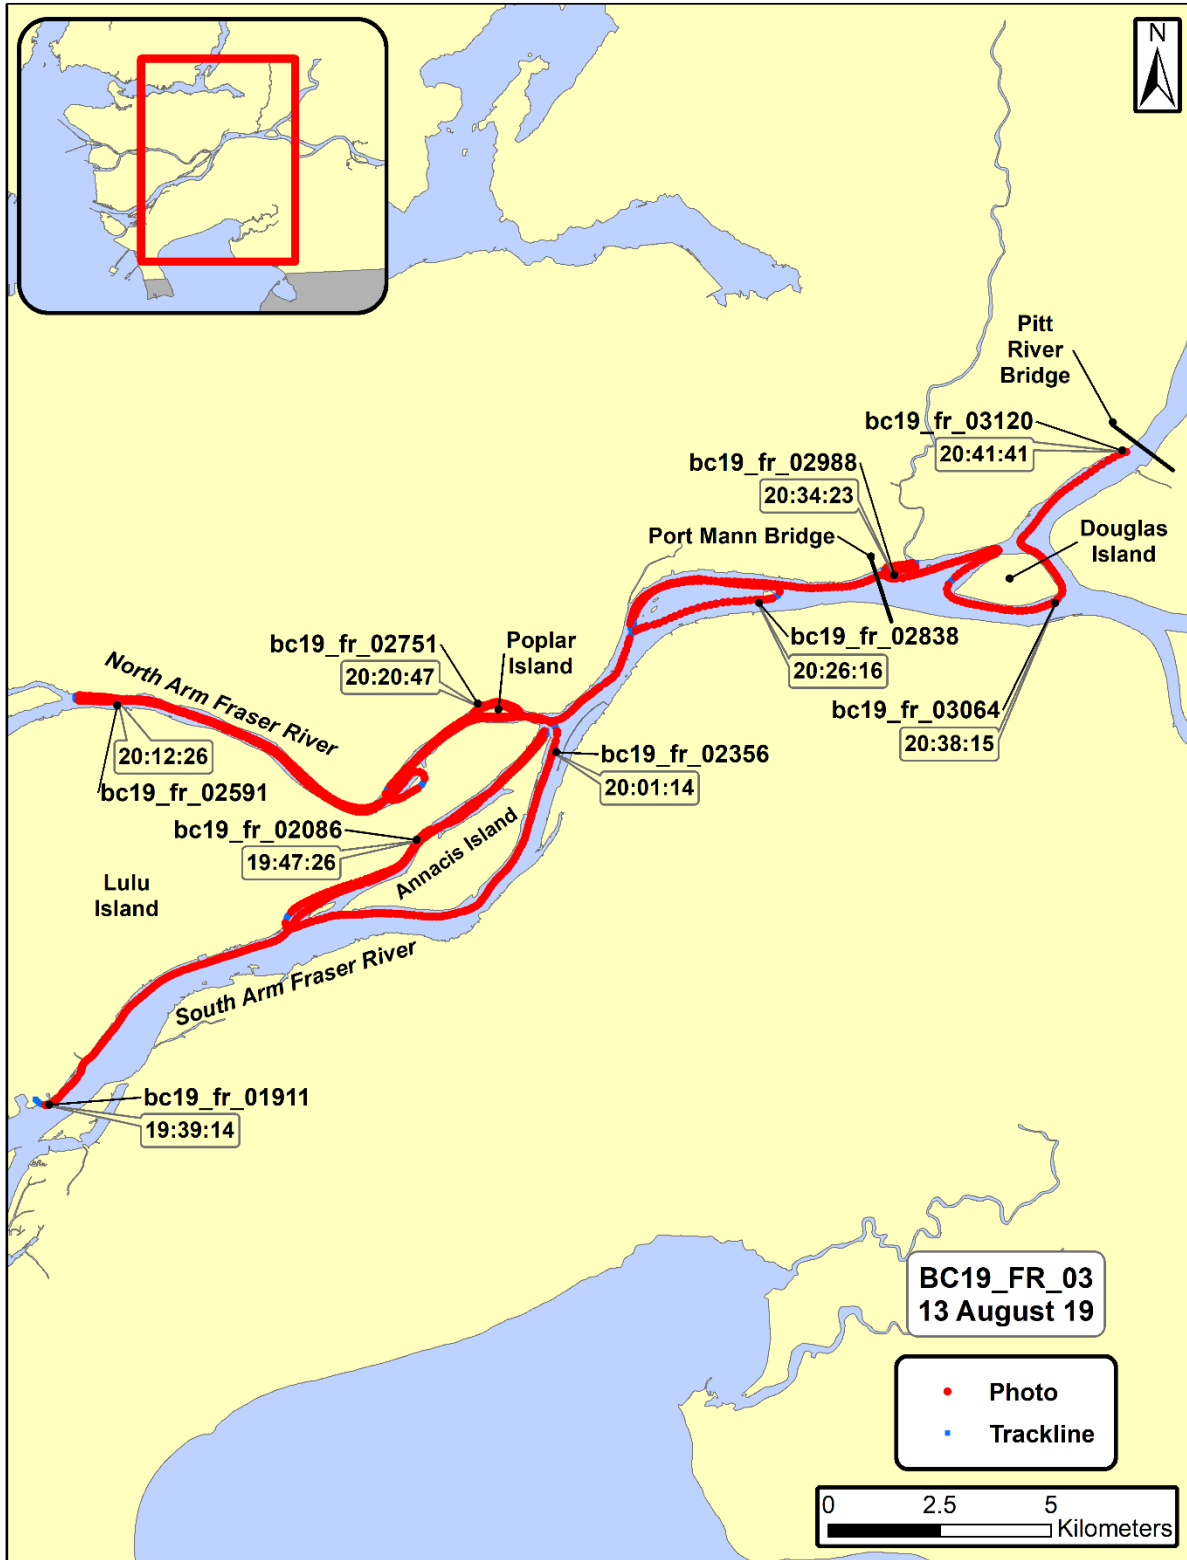 N
Pitt
River
Bridge
bc19_fr_03120
20:41:41
bc19_fr_02988
20:34:23
Port Mann Bridge
Douglas
Island
bc19_fr_02838
20:26:16
bc19_fr_02751
20:20:47
Poplar
Island
North Arm Fraser River
bc19_fr_03064
20:38:15
20:12:26
bc19_fr_02591
bc19_fr_02356
20:01:14
bc19_fr_02086
19:47:26
Annacis Island
Lulu
Island
South Arm Fraser River
bc19_fr_01911
19:39:14
BC19_FR_03
13 August 19
Photo
Trackline
0 2.5 5
Kilometers